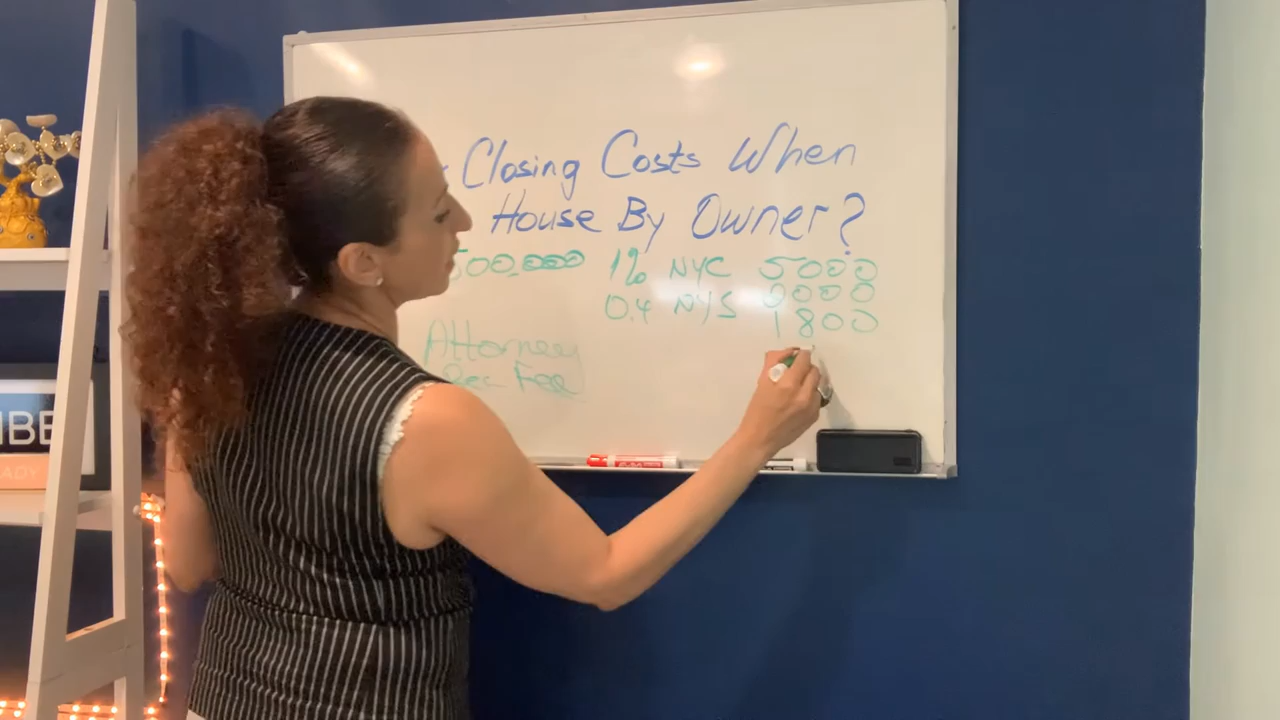 Closing Costs When
House By Owner?
500.000 1% NYC 5000
0.4 NYS 2000
1800
Attorney
Rec Fee
IBE